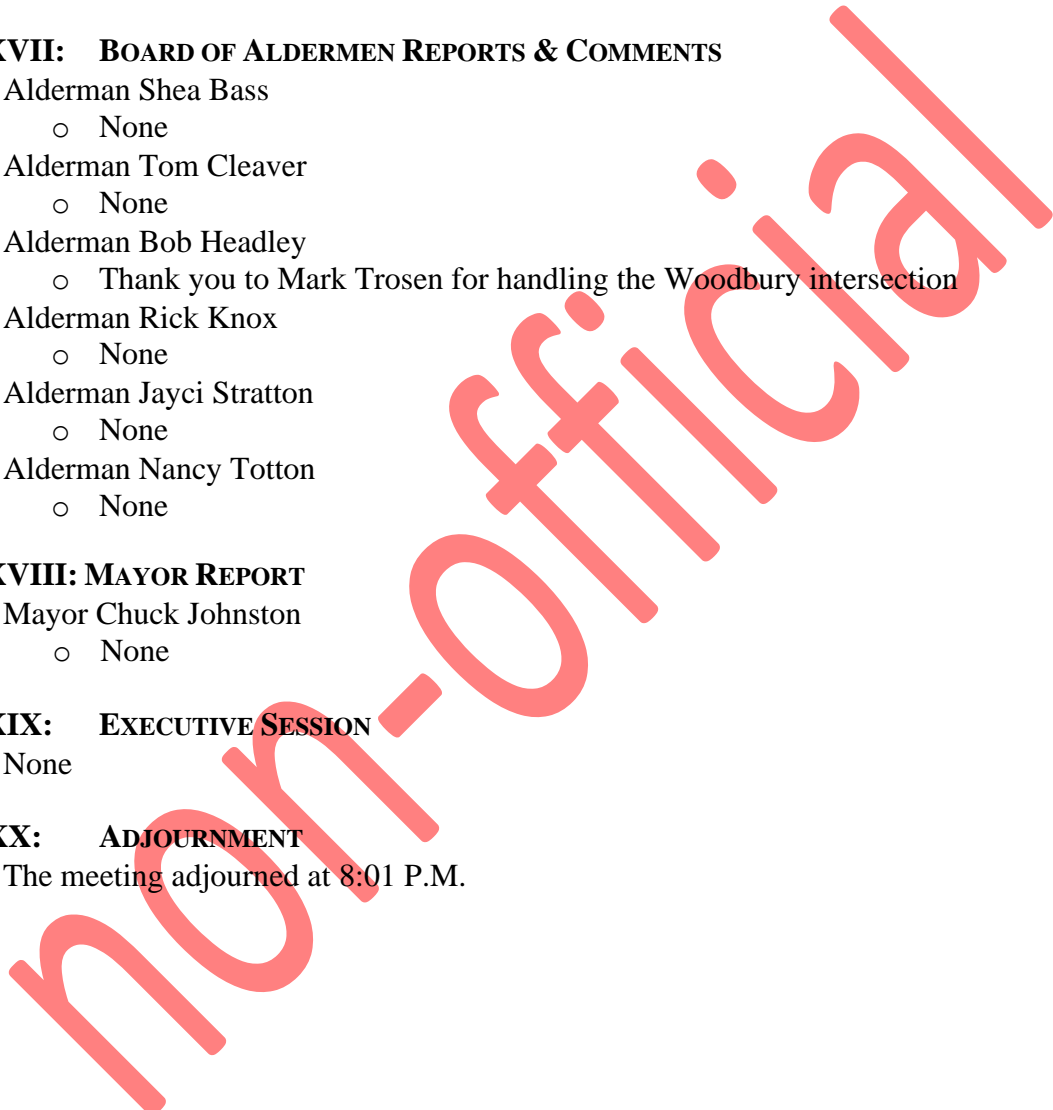 XVII: BOARD OF ALDERMEN REPORTS & COMMENTS
Alderman Shea Bass
o None
Alderman Tom Cleaver
o None
Alderman Bob Headley
o Thank you to Mark Trosen for handling the Woodbury intersection
Alderman Rick Knox
o None
Alderman Jayci Stratton
o None
Alderman Nancy Totton
o None
XVIII: MAYOR REPORT
Mayor Chuck Johnston
o None
XIX: EXECUTIVE SESSION
None
XX: ADJOURNMENT
The meeting adjourned at 8:01 P.M.
non-official